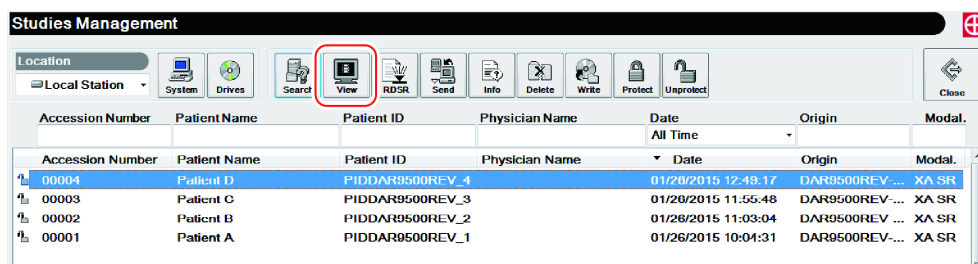 Studies Management
Location
Local Station
System Drives Search View RDSR Send Info Delete Write Protect Unprotect Close
Accession Number Patient Name Patient ID Physician Name Date Origin Modal.
All Time
Accession Number Patient Name Patient ID Physician Name Date Origin Modal.
00004 Patient D PIDDAR9500REV_4 01/26/2015 12:49:17 DAR9500REV-... XA SR
00003 Patient C PIDDAR9500REV_3 01/26/2015 11:55:48 DAR9500REV-... XA SR
00002 Patient B PIDDAR9500REV_2 01/26/2015 11:03:04 DAR9500REV-... XA SR
00001 Patient A PIDDAR9500REV_1 01/26/2015 10:04:31 DAR9500REV-... XA SR